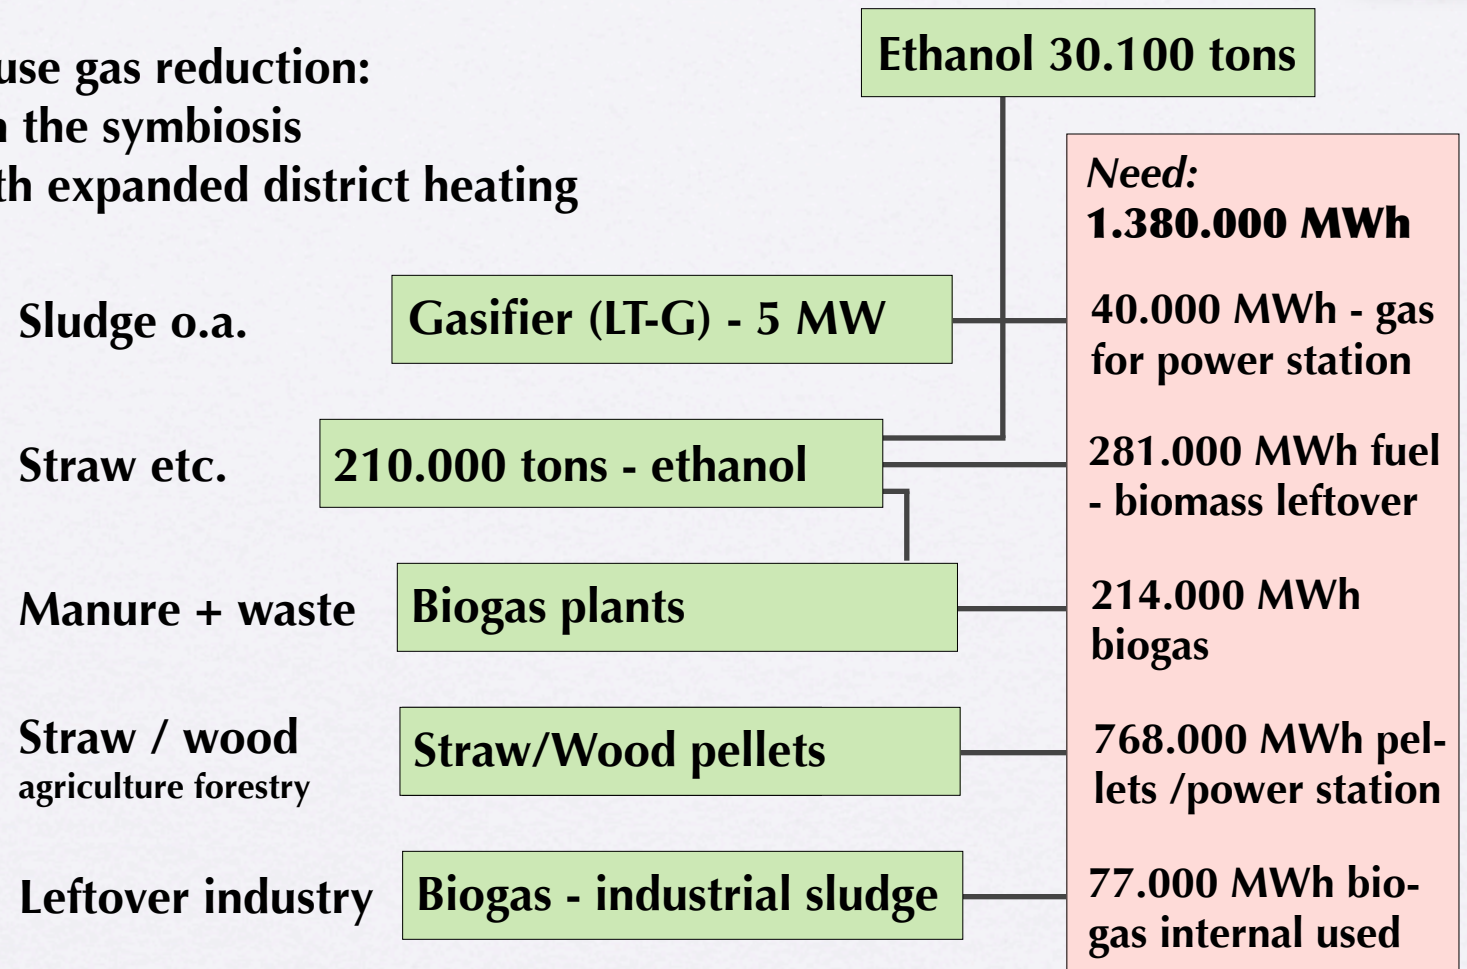 Ethanol 30.100 tons
use gas reduction:
the symbiosis
expanded district heating
Need:
1.380.000 MWh
Sludge o.a.
Gasifier (LT-G) - 5 MW
40.000 MWh - gas
for power station
Straw etc.
210.000 tons - ethanol
281.000 MWh fuel
- biomass leftover
Manure + waste
Biogas plants
214.000 MWh
biogas
Straw / wood
agriculture forestry
Straw/Wood pellets
768.000 MWh pel-
lets /power station
Leftover industry
Biogas - industrial sludge
77.000 MWh bio-
gas internal used